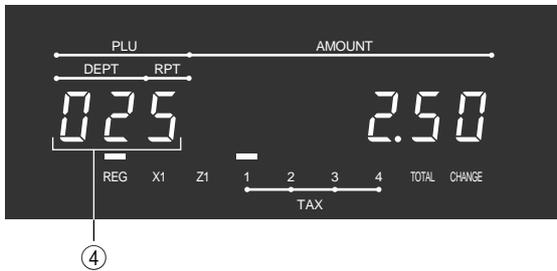 PLU AMOUNT
DEPT RPT
025 2.50
REG X1 Z1 1 2 3 4 TOTAL CHANGE
TAX
④